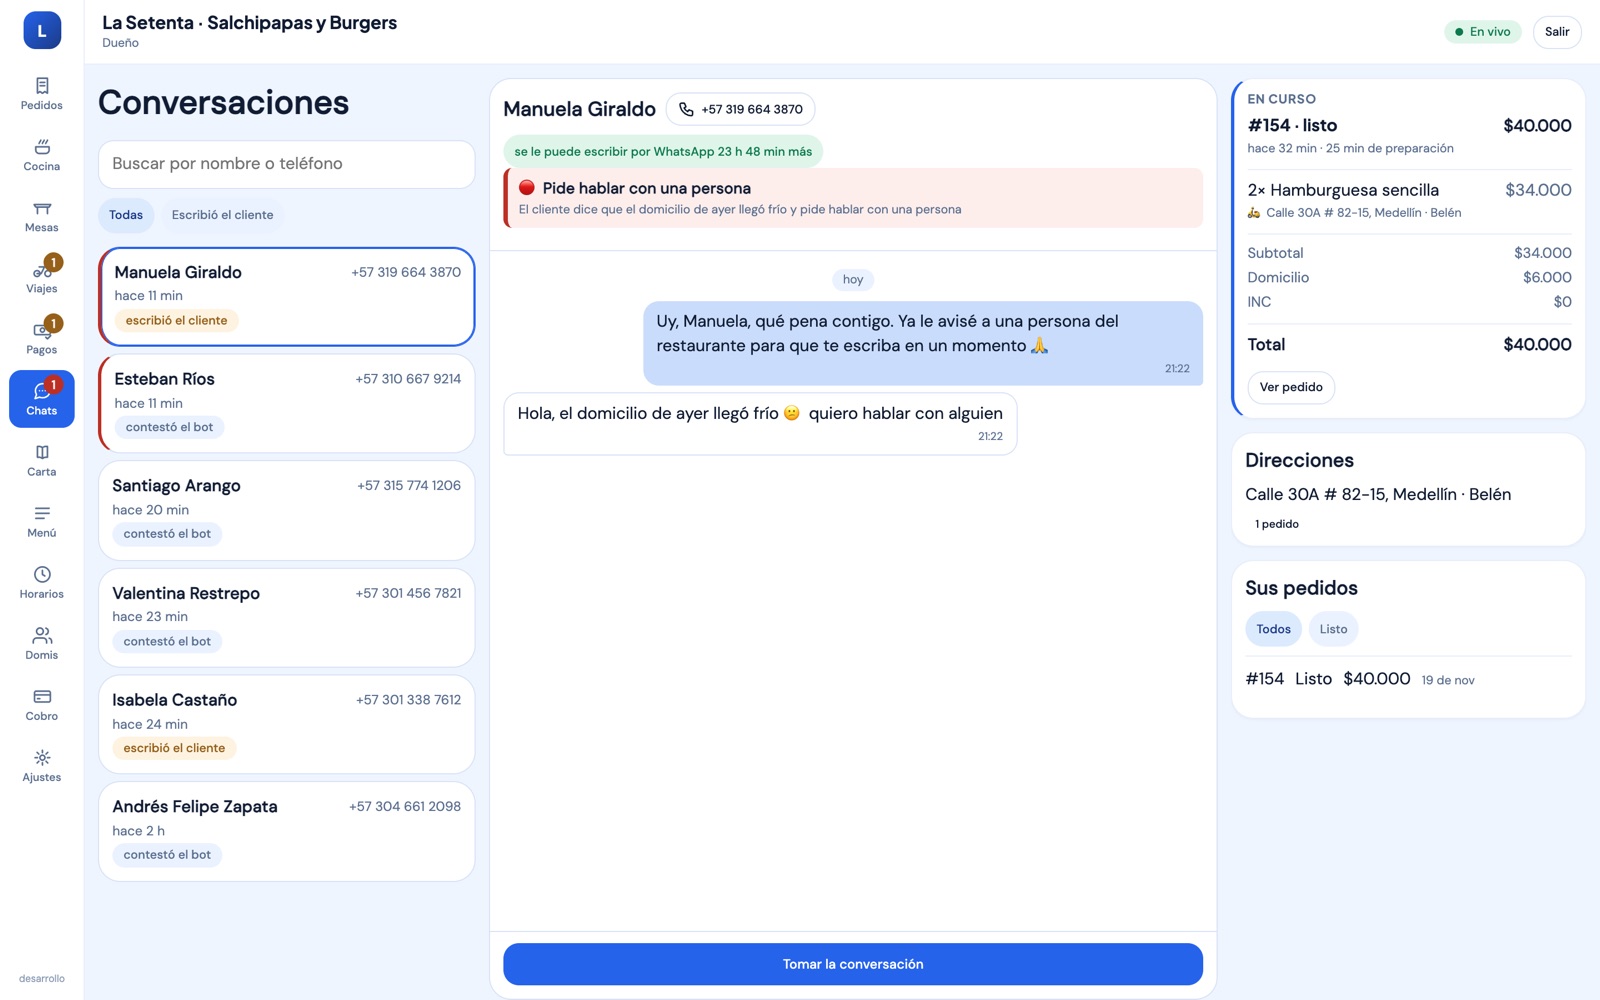 L
La Setenta · Salchipapas y Burgers
Dueño
En vivo
Salir
Pedidos
Cocina
Mesas
1
Viajes
1
Pagos
1
Chats
Carta
Menú
Horarios
Domis
Cobro
Ajustes
desarrollo
Conversaciones
Buscar por nombre o teléfono
Todas
Escribió el cliente
Manuela Giraldo +57 319 664 3870
hace 11 min
escribió el cliente
Esteban Ríos +57 310 667 9214
hace 11 min
contestó el bot
Santiago Arango +57 315 774 1206
hace 20 min
contestó el bot
Valentina Restrepo +57 301 456 7821
hace 23 min
contestó el bot
Isabela Castaño +57 301 338 7612
hace 24 min
escribió el cliente
Andrés Felipe Zapata +57 304 661 2098
hace 2 h
contestó el bot
Manuela Giraldo +57 319 664 3870
se le puede escribir por WhatsApp 23 h 48 min más
🔴 Pide hablar con una persona
El cliente dice que el domicilio de ayer llegó frío y pide hablar con una persona
hoy
Uy, Manuela, qué pena contigo. Ya le avisé a una persona del
restaurante para que te escriba en un momento 🙏
21:22
Hola, el domicilio de ayer llegó frío 😕 quiero hablar con alguien
21:22
Tomar la conversación
EN CURSO
#154 · listo $40.000
hace 32 min · 25 min de preparación
2× Hamburguesa sencilla $34.000
🛵 Calle 30A # 82-15, Medellín · Belén
Subtotal $34.000
Domicilio $6.000
INC $0
Total $40.000
Ver pedido
Direcciones
Calle 30A # 82-15, Medellín · Belén
1 pedido
Sus pedidos
Todos
Listo
#154 Listo $40.000 19 de nov